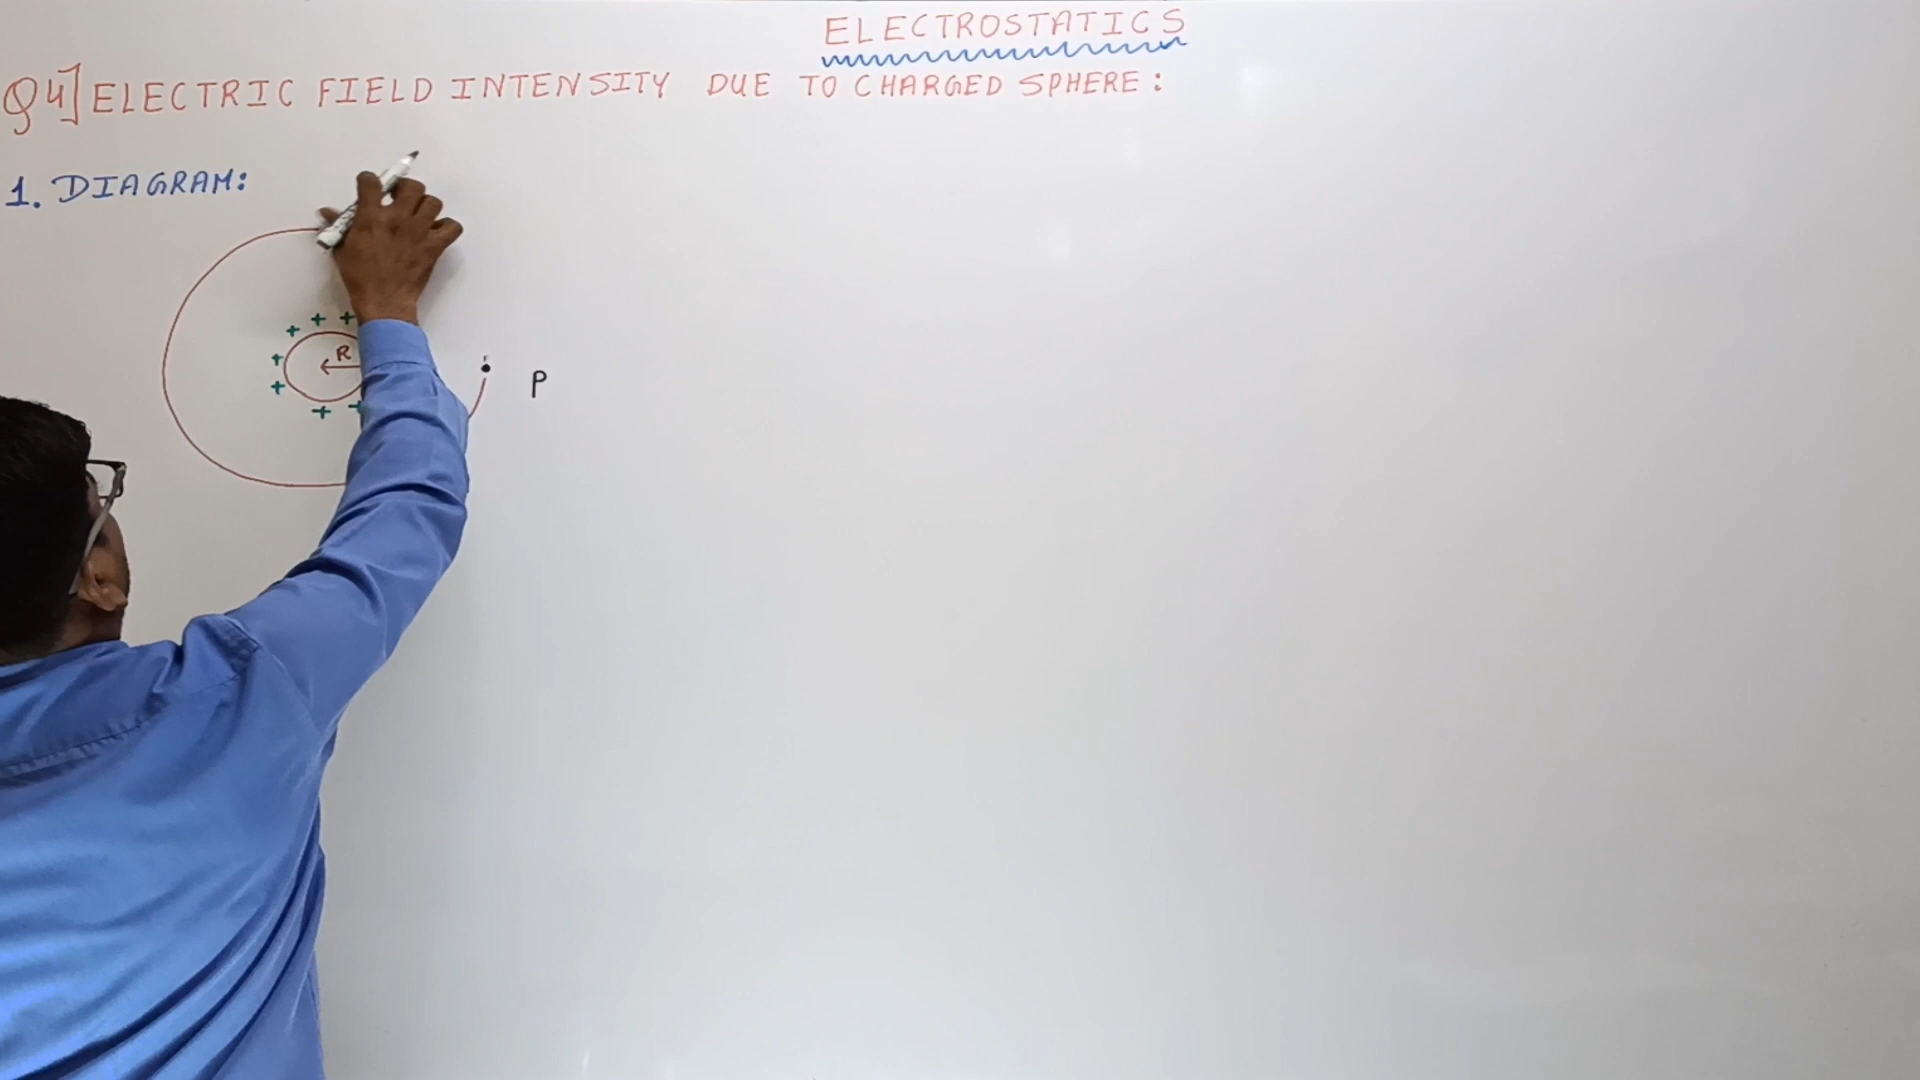 ELECTROSTATICS
Q4] ELECTRIC FIELD INTENSITY DUE TO CHARGED SPHERE:
1. DIAGRAM:
+ + +
+ R
+ P
+ +